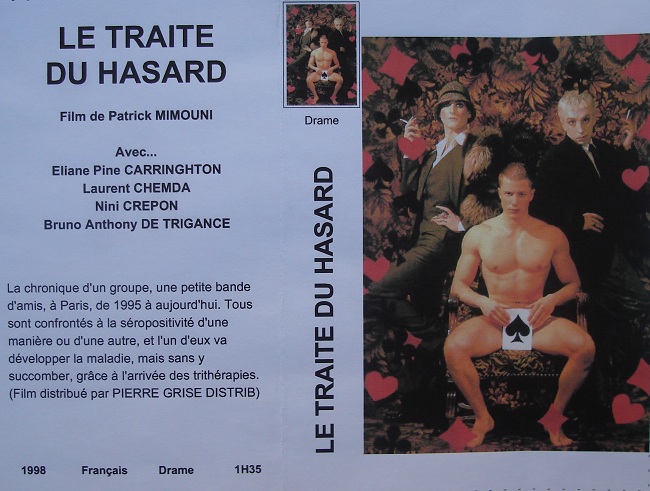 LE TRAITE
DU HASARD
Film de Patrick MIMOUNI
Avec...
Eliane Pine CARRINGHTON
Laurent CHEMDA
Nini CREPON
Bruno Anthony DE TRIGANCE
La chronique d'un groupe, une petite bande
d'amis, à Paris, de 1995 à aujourd'hui. Tous
sont confrontés à la séropositivité d'une
manière ou d'une autre, et l'un d'eux va
développer la maladie, mais sans y
succomber, grâce à l'arrivée des trithérapies.
(Film distribué par PIERRE GRISE DISTRIB)
1998 Français Drame 1H35
Drame
LE TRAITE DU HASARD